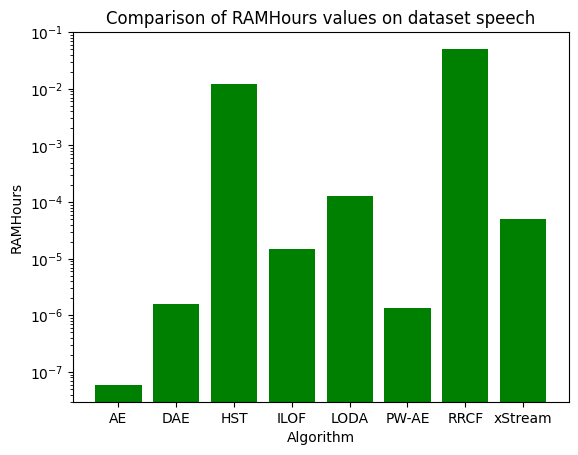 Comparison of RAMHours values on dataset speech
10⁻¹
10⁻²
10⁻³
10⁻⁴
10⁻⁵
10⁻⁶
10⁻⁷
RAMHours
AE DAE HST ILOF LODA PW-AE RRCF xStream
Algorithm